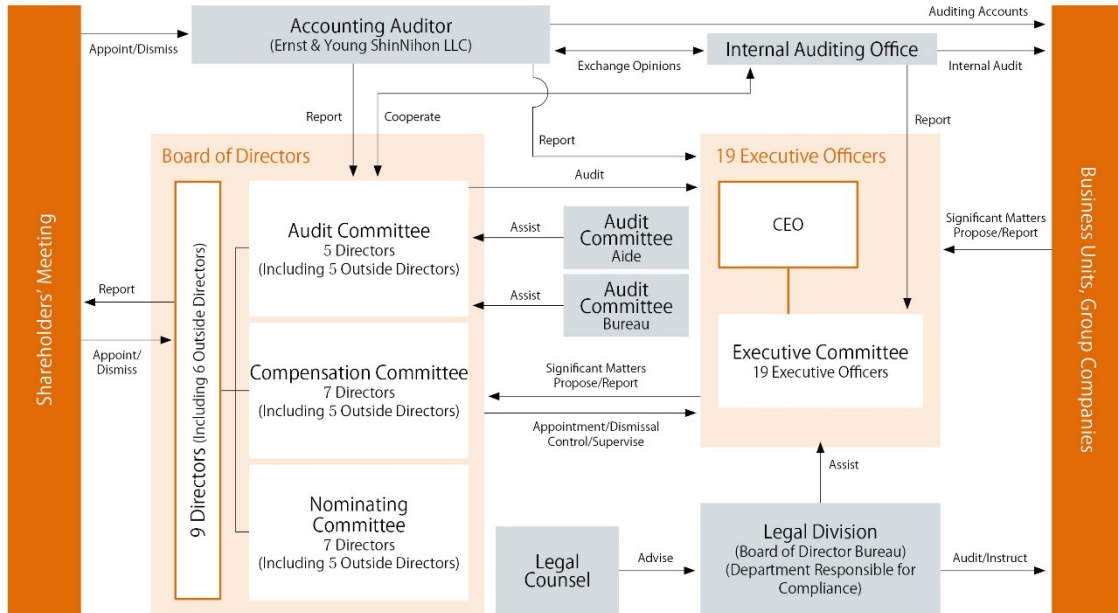 Shareholders' Meeting
Appoint/Dismiss
Accounting Auditor
(Ernst & Young ShinNihon LLC)
Auditing Accounts
Exchange Opinions
Internal Auditing Office
Internal Audit
Report
Cooperate
Report
Report
Board of Directors
9 Directors (Including 6 Outside Directors)
Report
Appoint/
Dismiss
Audit Committee
5 Directors
(Including 5 Outside Directors)
Compensation Committee
7 Directors
(Including 5 Outside Directors)
Nominating
Committee
7 Directors
(Including 5 Outside Directors)
Audit
Assist
Audit
Committee
Aide
Assist
Audit
Committee
Bureau
Significant Matters
Propose/Report
Appointment/Dismissal
Control/Supervise
19 Executive Officers
CEO
Executive Committee
19 Executive Officers
Significant Matters
Propose/Report
Assist
Legal
Counsel
Advise
Legal Division
(Board of Director Bureau)
(Department Responsible for
Compliance)
Audit/Instruct
Business Units, Group Companies